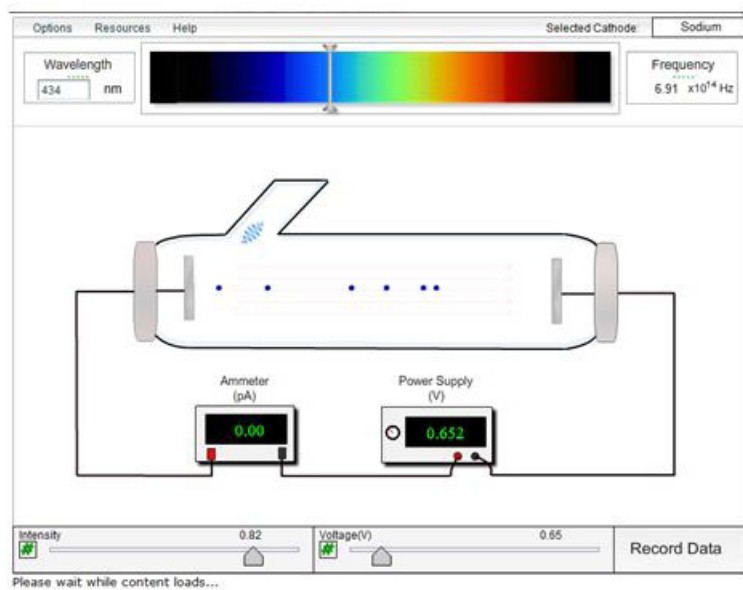 Options Resources Help Selected Cathode: Sodium
Wavelength
434 nm
Frequency
6.91 x10¹⁴ Hz
Ammeter
(pA)
0.00
Power Supply
(V)
0.652
Intensity 0.82
Voltage(V) 0.65
Record Data
Please wait while content loads...